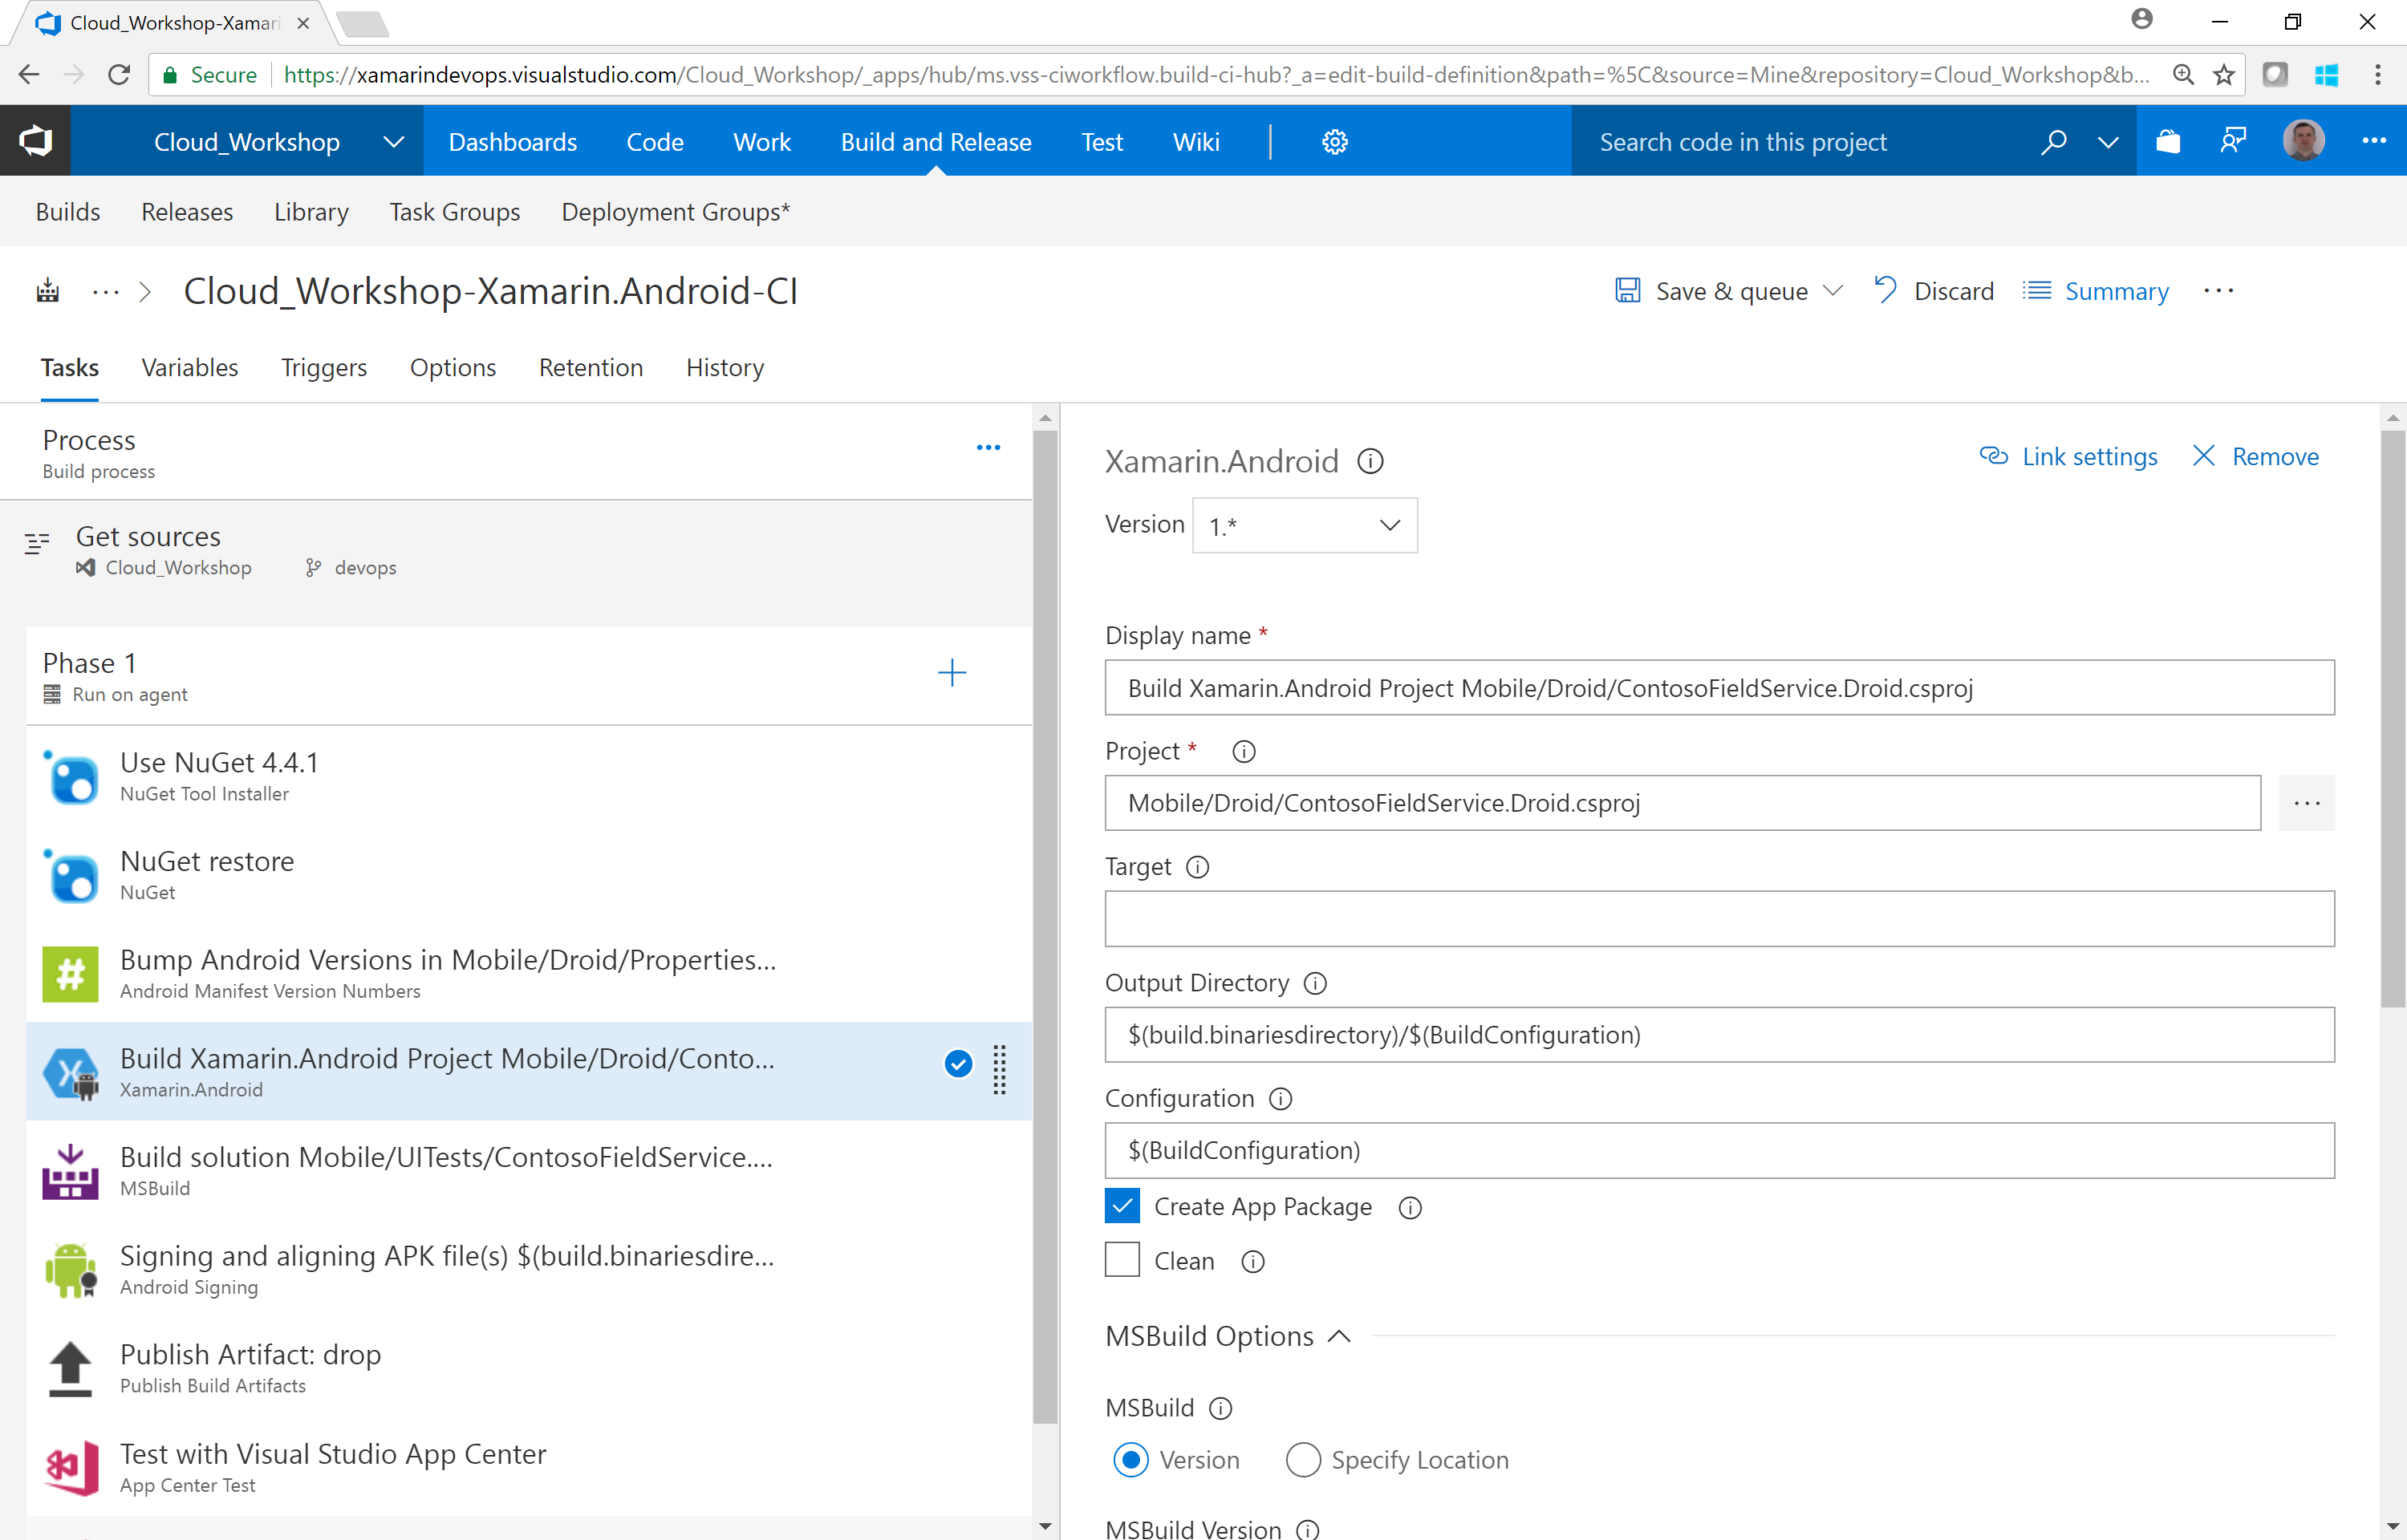 Cloud_Workshop-Xamari
Secure
https://xamarindevops.visualstudio.com/Cloud_Workshop/_apps/hub/ms.vss-ciworkflow.build-ci-hub?_a=edit-build-definition&path=%5C&source=Mine&repository=Cloud_Workshop&b...
Cloud_Workshop
Dashboards
Code
Work
Build and Release
Test
Wiki
Search code in this project
Builds
Releases
Library
Task Groups
Deployment Groups*
Cloud_Workshop-Xamarin.Android-CI
Save & queue
Discard
Summary
Tasks
Variables
Triggers
Options
Retention
History
Process
Build process
Get sources
Cloud_Workshop
devops
Phase 1
Run on agent
Use NuGet 4.4.1
NuGet Tool Installer
NuGet restore
NuGet
Bump Android Versions in Mobile/Droid/Properties...
Android Manifest Version Numbers
Build Xamarin.Android Project Mobile/Droid/Conto...
Xamarin.Android
Build solution Mobile/UITests/ContosoFieldService....
MSBuild
Signing and aligning APK file(s) $(build.binariesdire...
Android Signing
Publish Artifact: drop
Publish Build Artifacts
Test with Visual Studio App Center
App Center Test
Xamarin.Android
Link settings
Remove
Version
1.*
Display name *
Build Xamarin.Android Project Mobile/Droid/ContosoFieldService.Droid.csproj
Project *
Mobile/Droid/ContosoFieldService.Droid.csproj
Target
Output Directory
$(build.binariesdirectory)/$(BuildConfiguration)
Configuration
$(BuildConfiguration)
Create App Package
Clean
MSBuild Options
MSBuild
Version
Specify Location
MSBuild Version